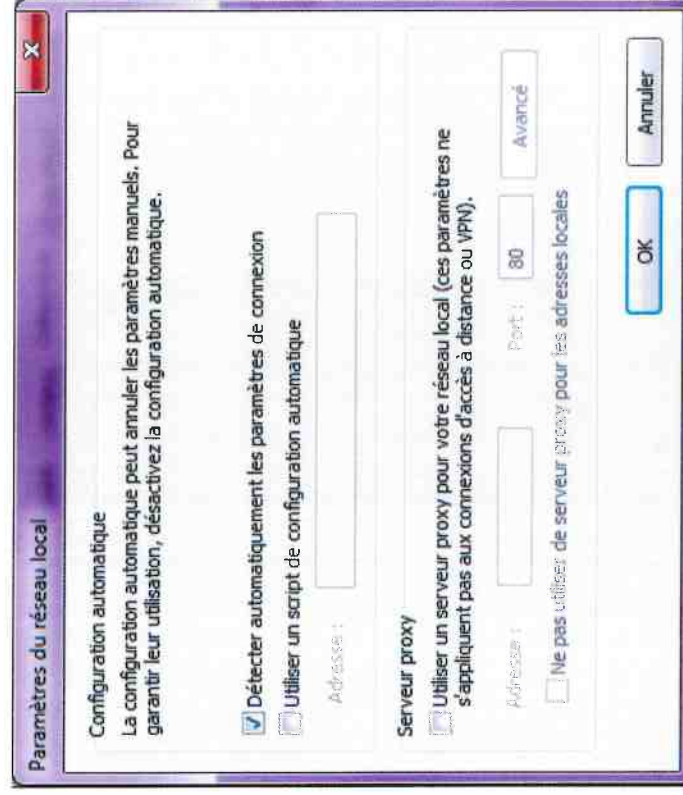 Paramètres du réseau local
Configuration automatique
La configuration automatique peut annuler les paramètres manuels. Pour
garantir leur utilisation, désactivez la configuration automatique.
Détecter automatiquement les paramètres de connexion
Utiliser un script de configuration automatique
Adresse :
Serveur proxy
Utiliser un serveur proxy pour votre réseau local (ces paramètres ne
s'appliquent pas aux connexions d'accès à distance ou VPN).
Adresse : Port : 80 Avancé
Ne pas utiliser de serveur proxy pour les adresses locales
OK Annuler